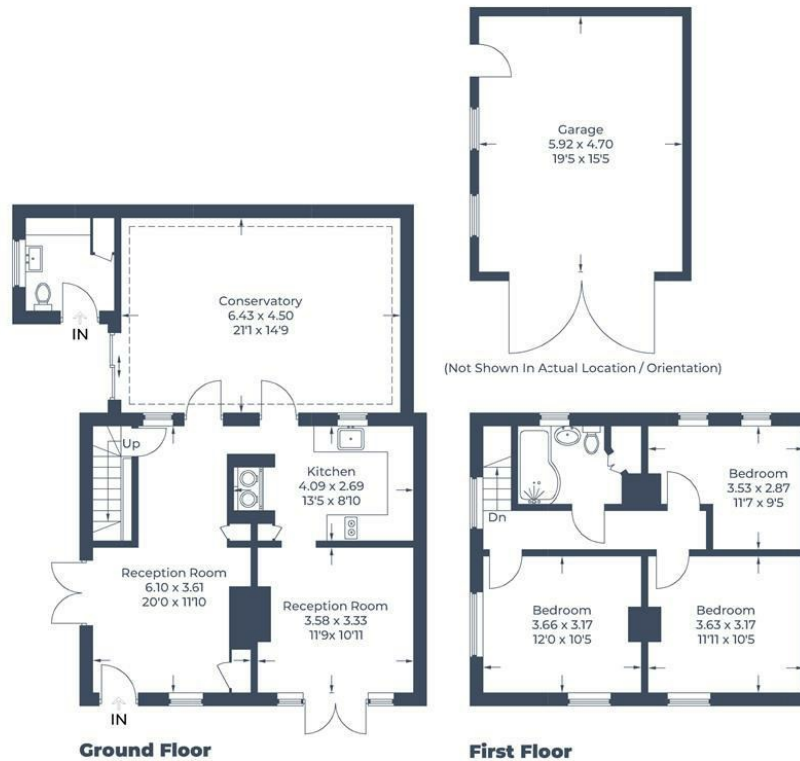 Garage
5.92 x 4.70
19'5 x 15'5
(Not Shown In Actual Location / Orientation)
Conservatory
6.43 x 4.50
21'1 x 14'9
IN
Up
Kitchen
4.09 x 2.69
13'5 x 8'10
Reception Room
6.10 x 3.61
20'0 x 11'10
Reception Room
3.58 x 3.33
11'9 x 10'11
IN
Ground Floor
Dn
Bedroom
3.53 x 2.87
11'7 x 9'5
Bedroom
3.66 x 3.17
12'0 x 10'5
Bedroom
3.63 x 3.17
11'11 x 10'5
First Floor